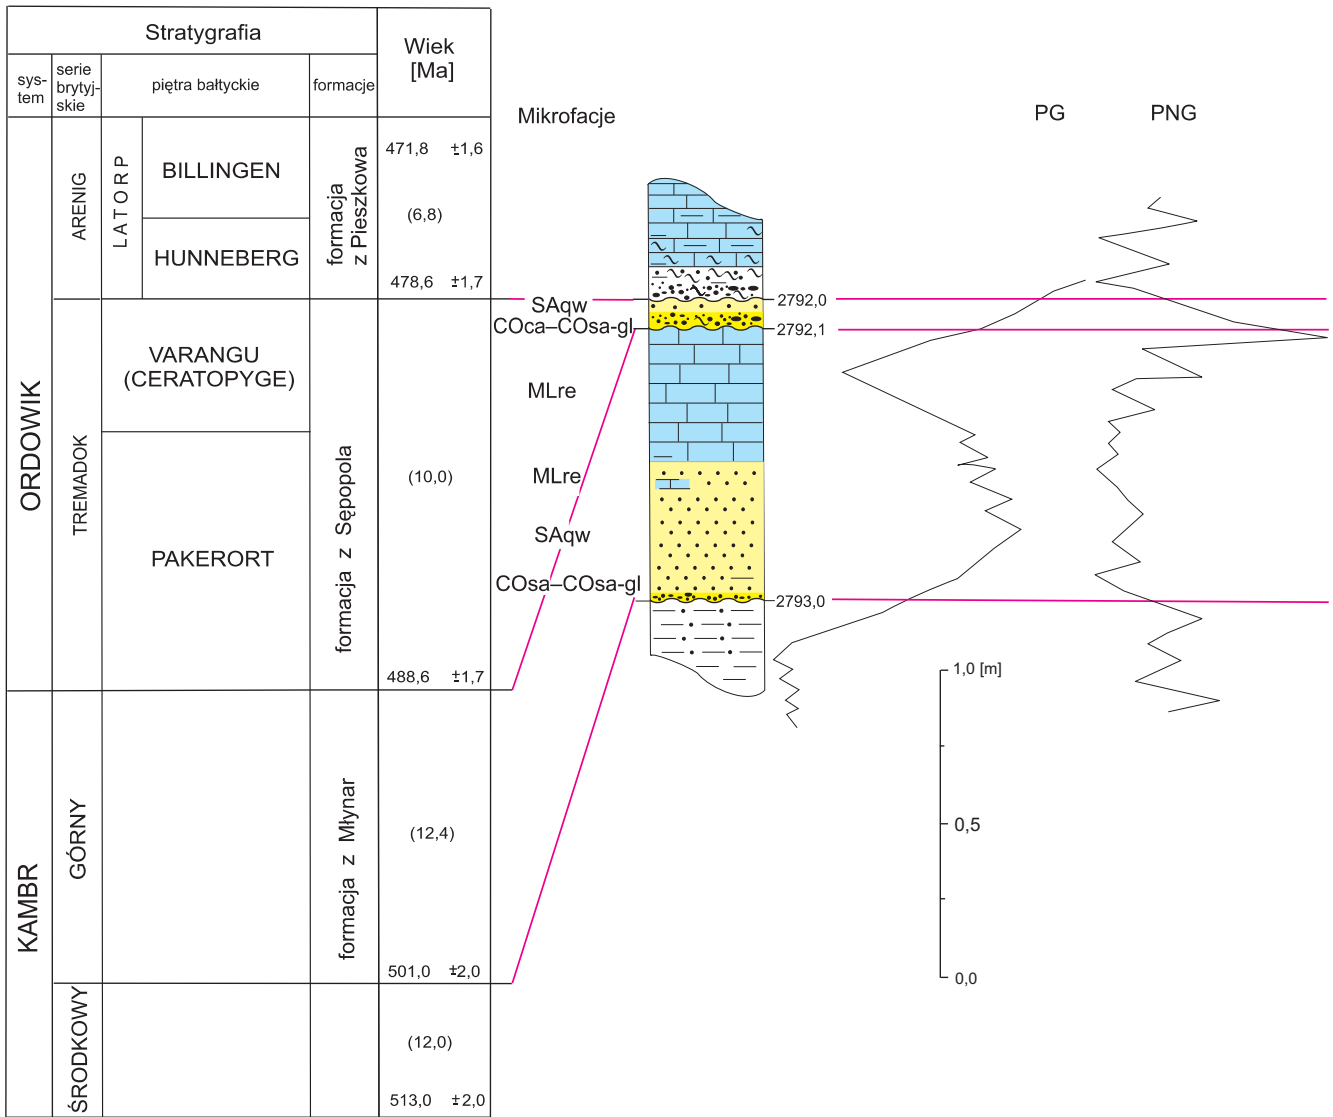 Stratygrafia
Wiek
[Ma]
sys-
tem
serie
brytyj-
skie
piętra bałtyckie
formacje
Mikrofacje
PG
PNG
ORDOWIK
ARENIG
LATORP
BILLINGEN
HUNNEBERG
formacja
z Pieszkowa
471,8 ±1,6
(6,8)
478,6 ±1,7
TREMADOK
VARANGU
(CERATOPYGE)
PAKERORT
formacja z Sępopola
(10,0)
488,6 ±1,7
KAMBR
GÓRNY
formacja z Młynar
(12,4)
501,0 ±2,0
ŚRODKOWY
(12,0)
513,0 ±2,0
SAqw
COca–COsa-gl
MLre
MLre
SAqw
COsa–COsa-gl
2792,0
2792,1
2793,0
1,0 [m]
0,5
0,0